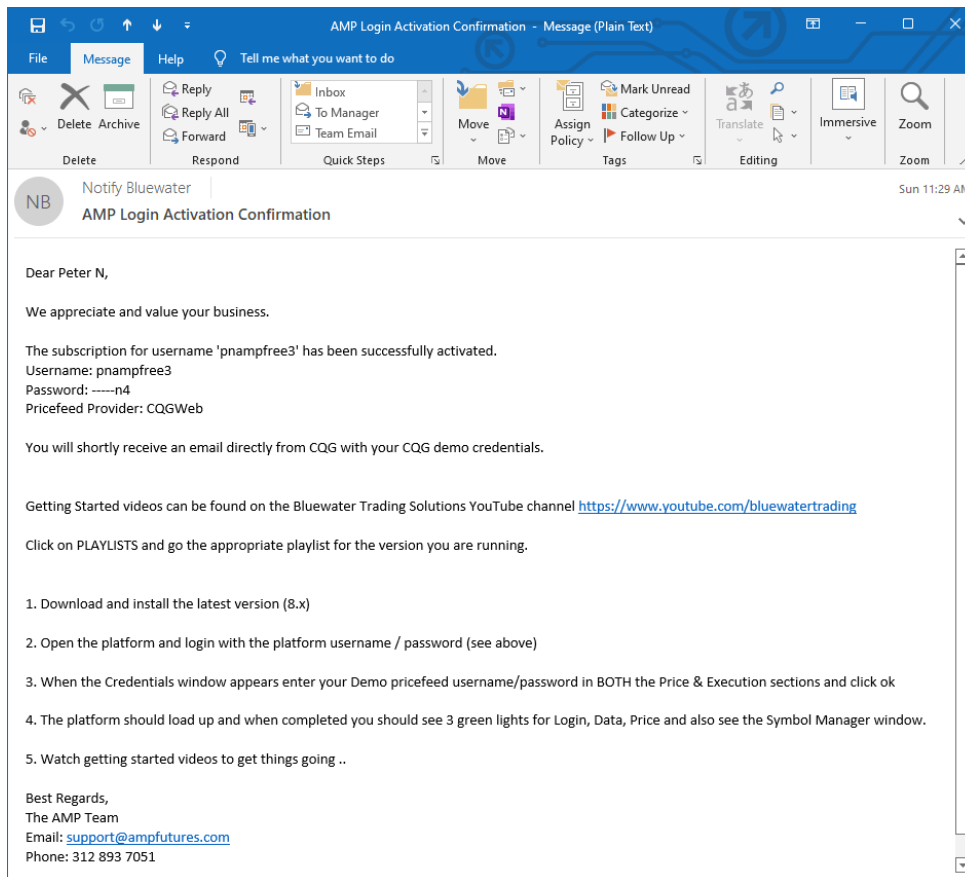 AMP Login Activation Confirmation - Message (Plain Text)
File Message Help Tell me what you want to do
Delete Archive
Reply
Reply All
Forward
Inbox
To Manager
Team Email
Move
Assign Policy
Mark Unread
Categorize
Follow Up
Translate
Immersive
Zoom
Delete Respond Quick Steps Move Tags Editing Zoom
NB
Notify Bluewater
Sun 11:29 AM
AMP Login Activation Confirmation
Dear Peter N,
We appreciate and value your business.
The subscription for username 'pnampfree3' has been successfully activated.
Username: pnampfree3
Password: -----n4
Pricefeed Provider: CQGWeb
You will shortly receive an email directly from CQG with your CQG demo credentials.
Getting Started videos can be found on the Bluewater Trading Solutions YouTube channel https://www.youtube.com/bluewatertrading
Click on PLAYLISTS and go the appropriate playlist for the version you are running.
1. Download and install the latest version (8.x)
2. Open the platform and login with the platform username / password (see above)
3. When the Credentials window appears enter your Demo pricefeed username/password in BOTH the Price & Execution sections and click ok
4. The platform should load up and when completed you should see 3 green lights for Login, Data, Price and also see the Symbol Manager window.
5. Watch getting started videos to get things going ..
Best Regards,
The AMP Team
Email: support@ampfutures.com
Phone: 312 893 7051